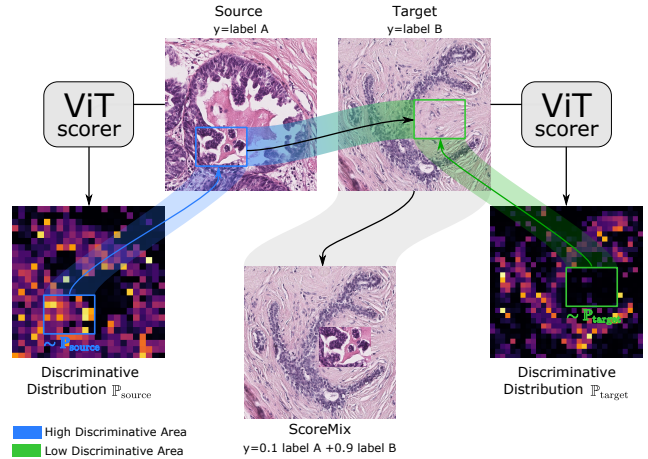 Source
y=label A
Target
y=label B
ViT
scorer
ViT
scorer
~ ℙsource
~ ℙtarget
Discriminative
Distribution ℙsource
Discriminative
Distribution ℙtarget
High Discriminative Area
Low Discriminative Area
ScoreMix
y=0.1 label A +0.9 label B